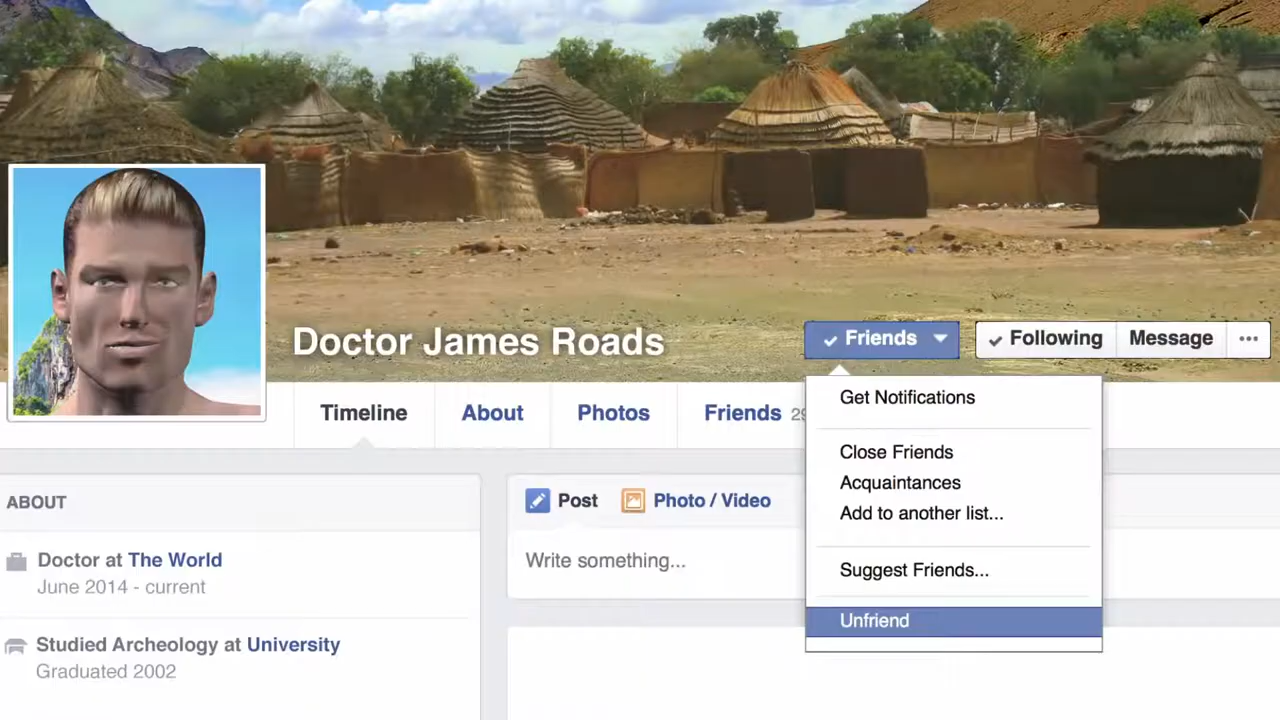 Doctor James Roads
Friends
Following
Message
Timeline
About
Photos
Friends
Get Notifications
Close Friends
Acquaintances
Add to another list...
Suggest Friends...
Unfriend
ABOUT
Doctor at The World
June 2014 - current
Studied Archeology at University
Graduated 2002
Post
Photo / Video
Write something...